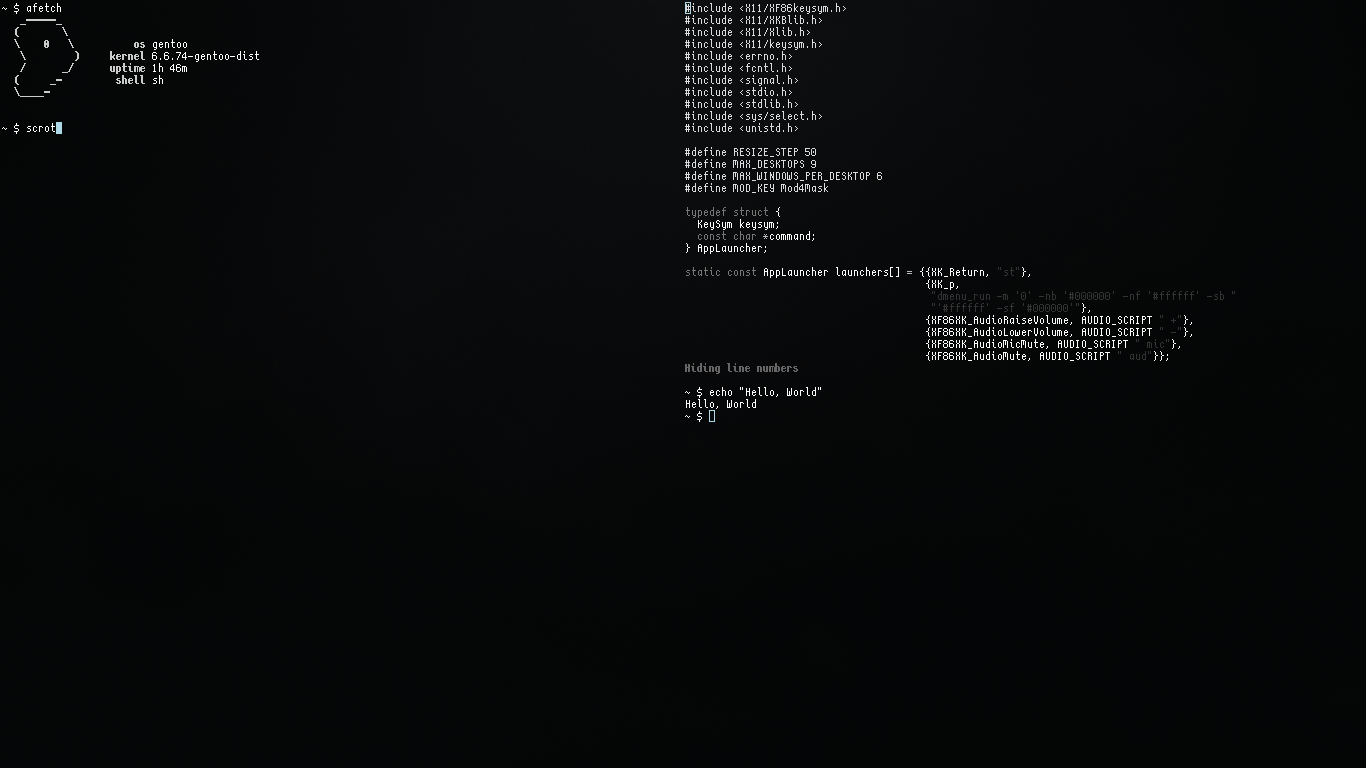 ~ $ afetch
os gentoo
kernel 6.6.74-gentoo-dist
uptime 1h 46m
shell sh
~ $ scrot
#include <X11/XF86keysym.h>
#include <X11/XKBlib.h>
#include <X11/Xlib.h>
#include <X11/keysym.h>
#include <errno.h>
#include <fcntl.h>
#include <signal.h>
#include <stdio.h>
#include <stdlib.h>
#include <sys/select.h>
#include <unistd.h>
#define RESIZE_STEP 50
#define MAX_DESKTOPS 9
#define MAX_WINDOWS_PER_DESKTOP 6
#define MOD_KEY Mod4Mask
typedef struct {
KeySym keysym;
const char *command;
} AppLauncher;
static const AppLauncher launchers[] = {{XK_Return, "st"},
{XK_p,
"dmenu_run -m '0' -nb '#000000' -nf '#ffffff' -sb "
"'#ffffff' -sf '#000000'"},
{XF86XK_AudioRaiseVolume, AUDIO_SCRIPT " +"},
{XF86XK_AudioLowerVolume, AUDIO_SCRIPT " -"},
{XF86XK_AudioMicMute, AUDIO_SCRIPT " mic"},
{XF86XK_AudioMute, AUDIO_SCRIPT " aud"}};
Hiding line numbers
~ $ echo "Hello, World"
Hello, World
~ $